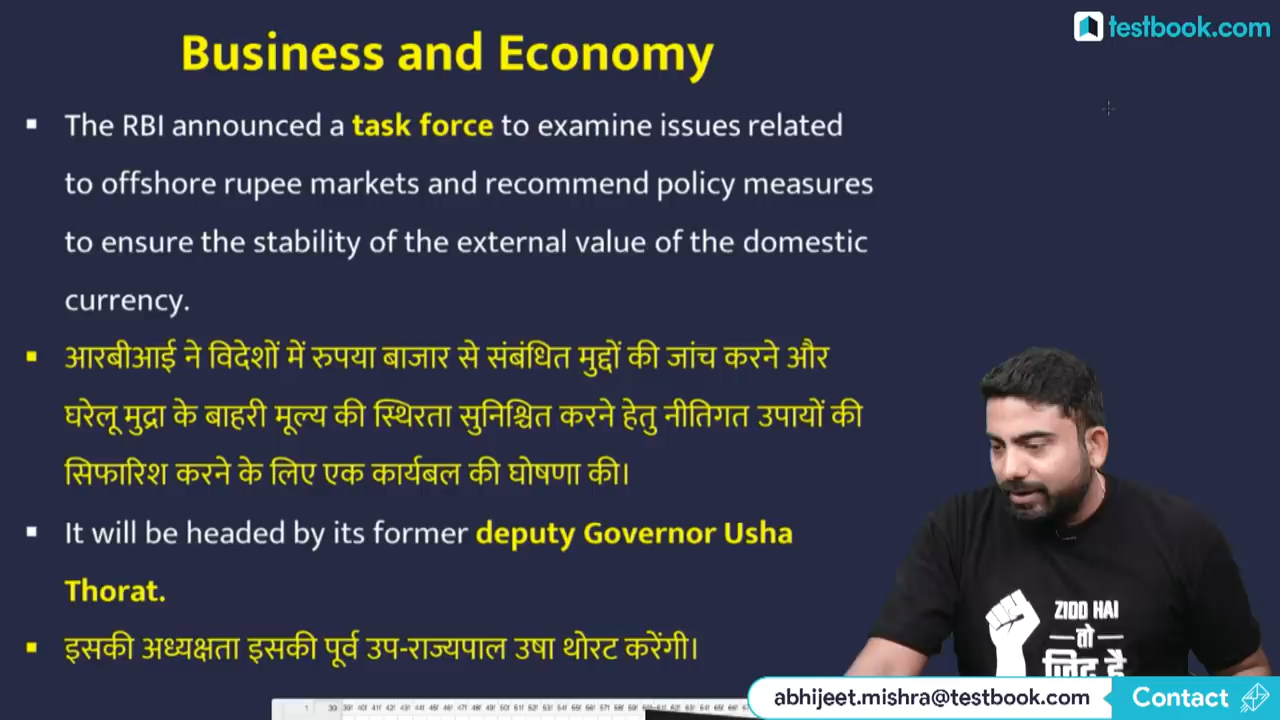 testbook.com
Business and Economy
The RBI announced a task force to examine issues related
to offshore rupee markets and recommend policy measures
to ensure the stability of the external value of the domestic
currency.
आरबीआई ने विदेशों में रुपया बाजार से संबंधित मुद्दों की जांच करने और
घरेलू मुद्रा के बाहरी मूल्य की स्थिरता सुनिश्चित करने हेतु नीतिगत उपायों की
सिफारिश करने के लिए एक कार्यबल की घोषणा की।
It will be headed by its former deputy Governor Usha
Thorat.
इसकी अध्यक्षता इसकी पूर्व उप-राज्यपाल उषा थोरट करेंगी।
ZIDD HAI
तो
जिद है
abhijeet.mishra@testbook.com Contact